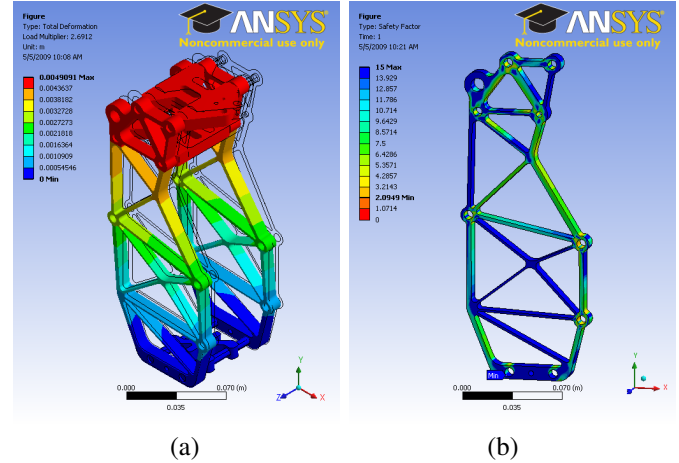 Figure
Type: Total Deformation
Load Multiplier: 2.6912
Unit: m
5/5/2009 10:08 AM
ANSYS
Noncommercial use only
0.0049091 Max
0.0043637
0.0038182
0.0032728
0.0027273
0.0021818
0.0016364
0.0010909
0.00054546
0 Min
0.000
0.070 (m)
0.035
Y
Z
X
(a)
Figure
Type: Safety Factor
Time: 1
5/5/2009 10:21 AM
ANSYS
Noncommercial use only
15 Max
13.929
12.857
11.786
10.714
9.6429
8.5714
7.5
6.4286
5.3571
4.2857
3.2143
2.0949 Min
1.0714
0
Min
0.000
0.070 (m)
0.035
Y
X
(b)